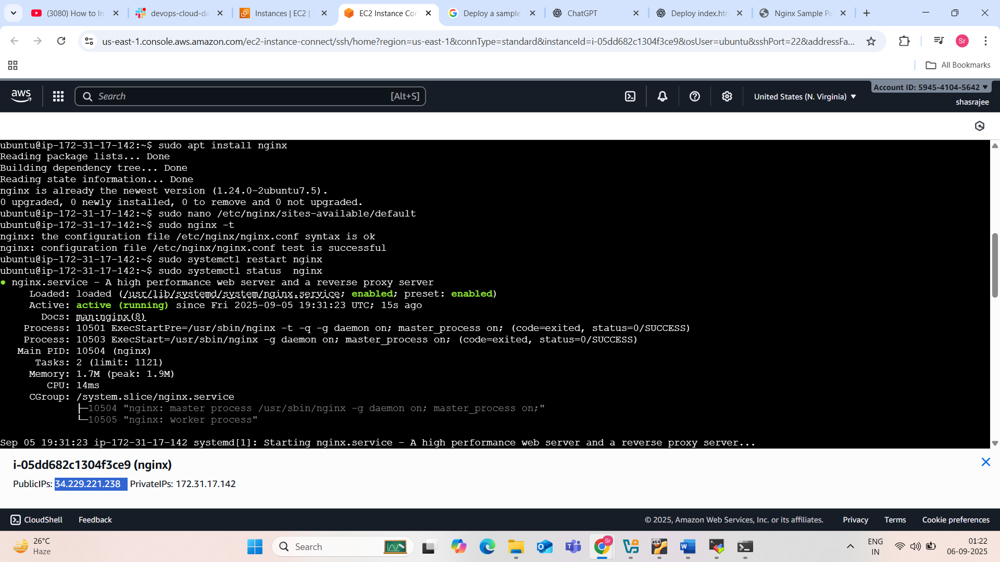 (3080) How to In
devops-cloud-da
Instances | EC2 |
EC2 Instance Con
Deploy a sample
ChatGPT
Deploy index.htm
Nginx Sample Pa
us-east-1.console.aws.amazon.com/ec2-instance-connect/ssh/home?region=us-east-1&connType=standard&instanceId=i-05dd682c1304f3ce9&osUser=ubuntu&sshPort=22&addressFa...
Sr
All Bookmarks
aws
Search
[Alt+S]
United States (N. Virginia)
Account ID: 5945-4104-5642
shasrajee
ubuntu@ip-172-31-17-142:~$ sudo apt install nginx
Reading package lists... Done
Building dependency tree... Done
Reading state information... Done
nginx is already the newest version (1.24.0-2ubuntu7.5).
0 upgraded, 0 newly installed, 0 to remove and 0 not upgraded.
ubuntu@ip-172-31-17-142:~$ sudo nano /etc/nginx/sites-available/default
ubuntu@ip-172-31-17-142:~$ sudo nginx -t
nginx: the configuration file /etc/nginx/nginx.conf syntax is ok
nginx: configuration file /etc/nginx/nginx.conf test is successful
ubuntu@ip-172-31-17-142:~$ sudo systemctl restart nginx
ubuntu@ip-172-31-17-142:~$ sudo systemctl status  nginx
● nginx.service - A high performance web server and a reverse proxy server
Loaded: loaded (/usr/lib/systemd/system/nginx.service; enabled; preset: enabled)
Active: active (running) since Fri 2025-09-05 19:31:23 UTC; 15s ago
Docs: man:nginx(8)
Process: 10501 ExecStartPre=/usr/sbin/nginx -t -q -g daemon on; master_process on; (code=exited, status=0/SUCCESS)
Process: 10503 ExecStart=/usr/sbin/nginx -g daemon on; master_process on; (code=exited, status=0/SUCCESS)
Main PID: 10504 (nginx)
Tasks: 2 (limit: 1121)
Memory: 1.7M (peak: 1.9M)
CPU: 14ms
CGroup: /system.slice/nginx.service
├─10504 "nginx: master process /usr/sbin/nginx -g daemon on; master_process on;"
└─10505 "nginx: worker process"
Sep 05 19:31:23 ip-172-31-17-142 systemd[1]: Starting nginx.service - A high performance web server and a reverse proxy server...
i-05dd682c1304f3ce9 (nginx)
PublicIPs: 34.229.221.238 PrivateIPs: 172.31.17.142
CloudShell
Feedback
© 2025, Amazon Web Services, Inc. or its affiliates.
Privacy
Terms
Cookie preferences
26°C
Haze
Search
Sr
x64
ENG
IN
01:22
06-09-2025